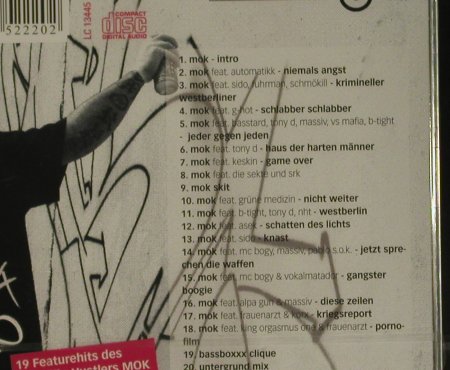 522202
LC 13445
COMPACT
disc
DIGITAL AUDIO
1. mok - intro
2. mok feat. automatikk - niemals angst
3. mok feat. sido, fuhrman, schmökill - krimineller
westberliner
4. mok feat. g-hot - schlabber schlabber
5. mok feat. basstard, tony d, massiv, vs mafia, b-tight
- jeder gegen jeden
6. mok feat. tony d - haus der harten männer
7. mok feat. keskin - game over
8. mok feat. die sekte und srk
9. mok skit
10. mok feat. grüne medizin - nicht weiter
11. mok feat. b-tight, tony d, nht - westberlin
12. mok feat. asek - schatten des lichts
13. mok feat. sido - knast
14. mok feat. mc bogy, massiv, pablo s.o.k. - jetzt spre-
chen die waffen
15. mok feat. mc bogy & vokalmatador - gangster
boogie
16. mok feat. alpa gun & massiv - diese zeilen
17. mok feat. frauenarzt & korx - kriegsreport
18. mok feat. king orgasmus one & frauenarzt - porno-
film
19. bassboxxx clique
20. untergrund mix
19 Featurehits des
Hustlers MOK